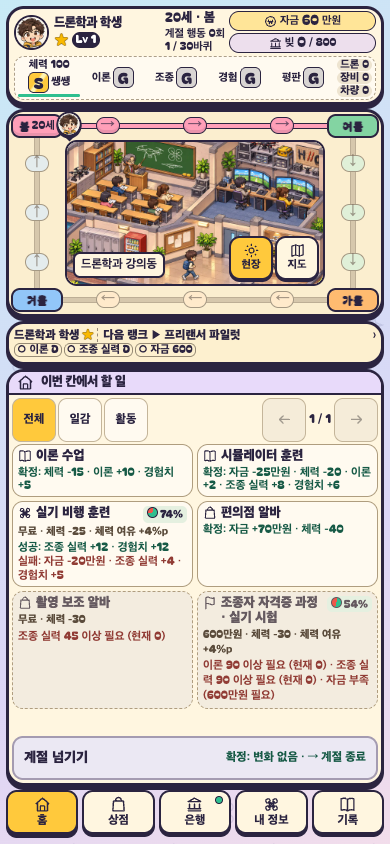 드론학과 학생
Lv 1
20세 · 봄
계절 행동 0회
1 / 30바퀴
자금 60 만원
빚 0 / 800
체력 100
S 쌩쌩
이론 G
조종 G
경험 G
평판 G
드론 0
장비 0
차량 0
봄 20세
→ → →
여름
↑ ↓
↑ ↓
↑ ↓
드론학과 강의동
현장
지도
겨울
← ← ←
가을
드론학과 학생 다음 랭크 ▶ 프리랜서 파일럿 ›
이론 D 조종 실력 D 자금 600
이번 칸에서 할 일
전체 일감 활동 ← 1 / 1 →
이론 수업
확정: 체력 -15 · 이론 +10 · 경험치
+5
시뮬레이터 훈련
확정: 자금 -25만원 · 체력 -20 · 이론
+2 · 조종 실력 +8 · 경험치 +6
실기 비행 훈련 74%
무료 · 체력 -25 · 체력 여유 +4%p
성공: 조종 실력 +12 · 경험치 +12
실패: 자금 -20만원 · 조종 실력 +4 ·
경험치 +5
편의점 알바
확정: 자금 +70만원 · 체력 -40
촬영 보조 알바
무료 · 체력 -30
조종 실력 45 이상 필요 (현재 0)
조종자 자격증 과정 54%
· 실기 시험
600만원 · 체력 -30 · 체력 여유
+4%p
이론 90 이상 필요 (현재 0) · 조종 실
력 90 이상 필요 (현재 0) · 자금 부족
(600만원 필요)
계절 넘기기 확정: 변화 없음 · → 계절 종료
홈
상점
은행
내 정보
기록